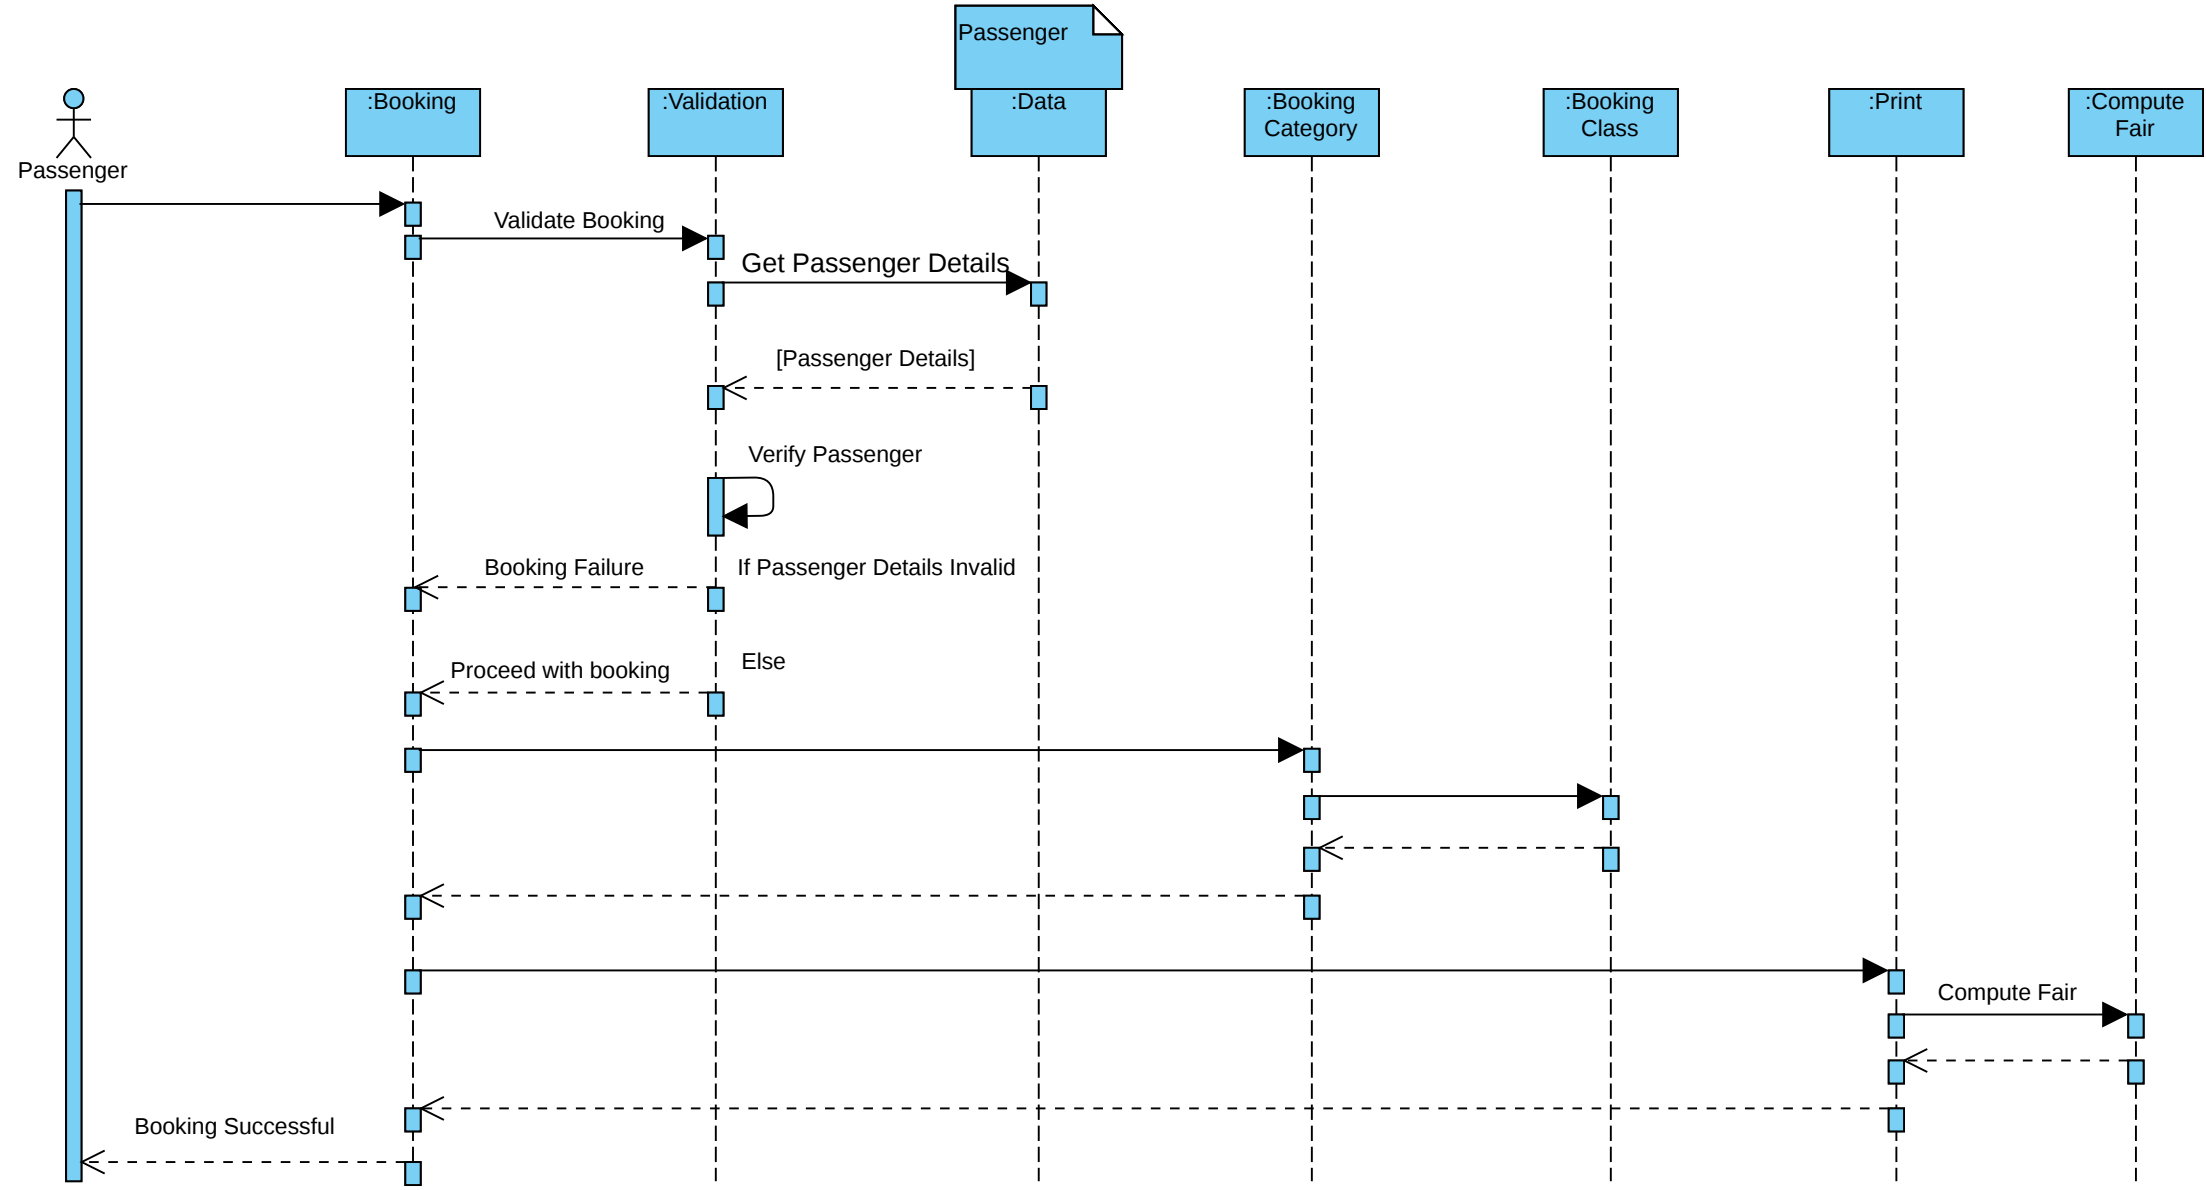 Passenger
:Booking
:Validation
:Data
:Booking
Category
:Booking
Class
:Print
:Compute
Fair
Passenger
Validate Booking
Get Passenger Details
[Passenger Details]
Verify Passenger
Booking Failure
If Passenger Details Invalid
Proceed with booking
Else
Compute Fair
Booking Successful